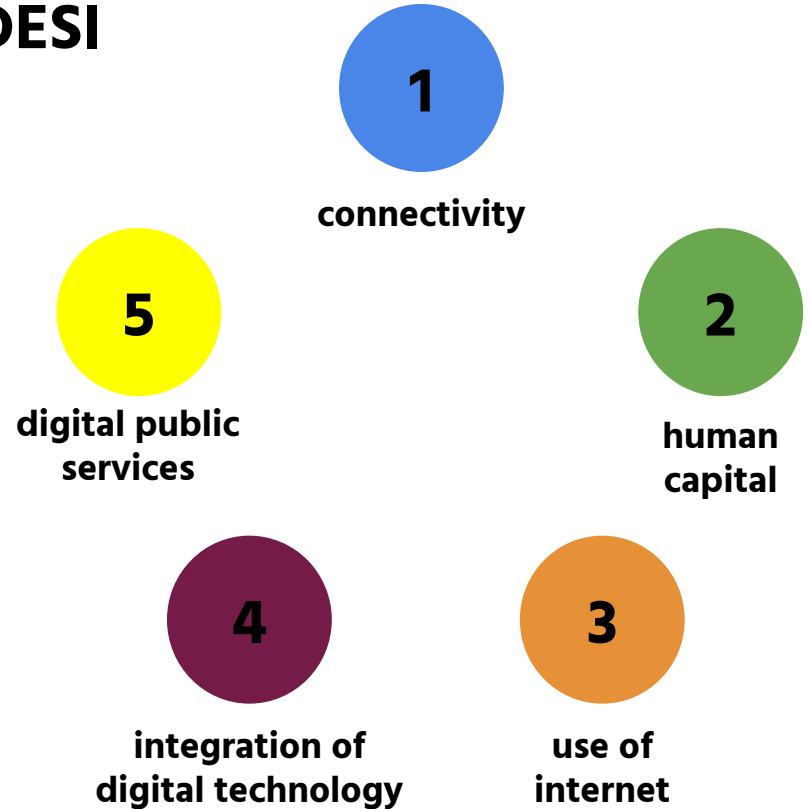 DESI
1
connectivity
5
2
digital public
services
human
capital
4
3
integration of
digital technology
use of
internet